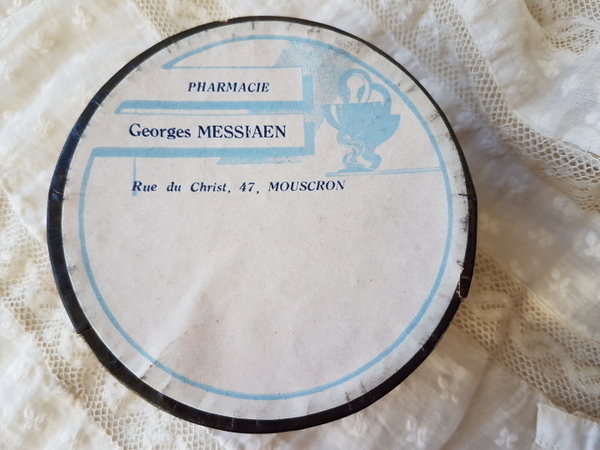 PHARMACIE
Georges MESSIAEN
Rue du Christ, 47, MOUSCRON